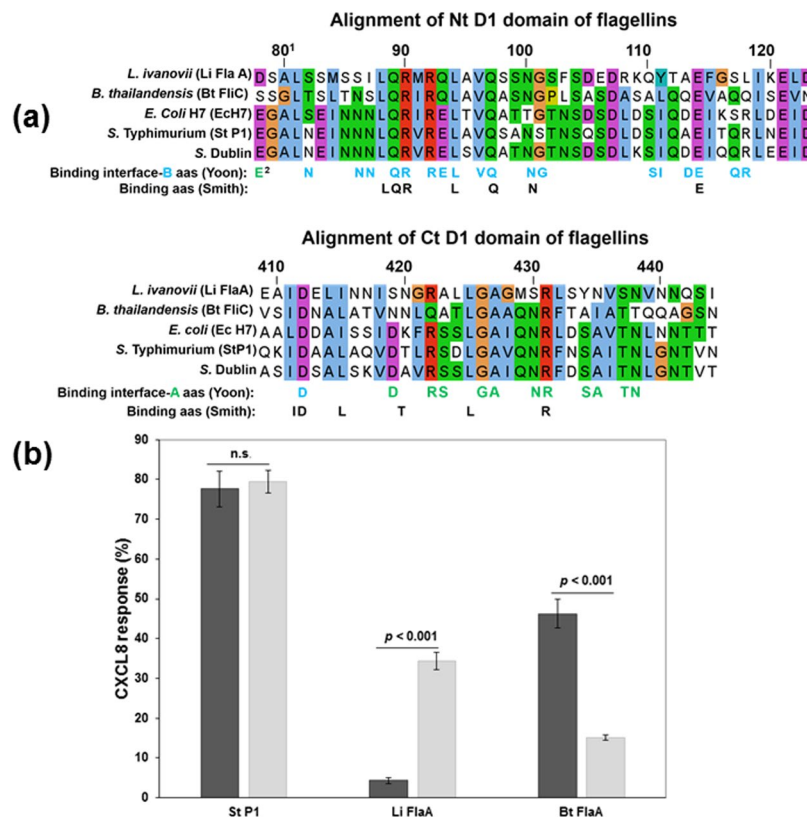 Alignment of Nt D1 domain of flagellins
80¹ 90 100 110 120
L. ivanovii (Li Fla A) DSALSSMSSILQRMRQLAVQSSNGSFSDEDRKQYTAEFGSLIKELD
B. thailandensis (Bt FliC) SSGLTSLTNSLQRIRQLAVQASNGPLSASDASALQQEVAQQISEVN
(a)
E. Coli H7 (EcH7) EGALSEINNNLQRIRELTVQATTGTNSDSDLDSIQDEIKSRLDEID
S. Typhimurium (St P1) EGALNEINNNLQRVRELAVQSANSTNSQSDLDSIQAEITQRLNEID
S. Dublin EGALNEINNNLQRVRELSVQATNGTNSDSDLKSIQDEIQQRLEEID
Binding interface-B aas (Yoon): E² N NN QR REL VQ NG SI DE QR
Binding aas (Smith): LQR L Q N E
Alignment of Ct D1 domain of flagellins
410 420 430 440
L. ivanovii (Li FlaA) EAIDELINNISNGRALLGAGMSRLSYNVSNVNNQSI
B. thailandensis (Bt FliC) VSIDNALATVNNLQATLGAAQNRFTAIATTQQAGSN
E. coli (Ec H7) AALDDAISSIDKFRSSLGAIQNRLDSAVTNLNNTTT
S. Typhimurium (StP1) QKIDAALAQVDTLRSDLGAVQNRFNSAITNLGNTVN
S. Dublin ASIDSALSKVDAVRSSLGAIQNRFDSAITNLGNTVT
Binding interface-A aas (Yoon): D D RS GA NR SA TN
Binding aas (Smith): ID L T L R
(b)
CXCL8 response (%)
90
80
70
60
50
40
30
20
10
0
n.s.
p < 0.001
p < 0.001
St P1 Li FlaA Bt FlaA